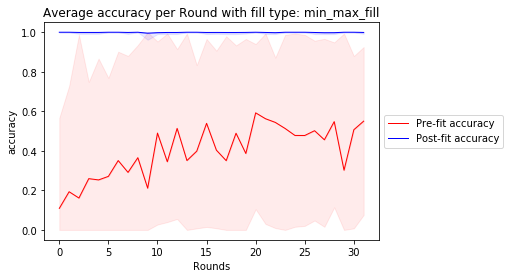 Average accuracy per Round with fill type: min_max_fill
1.0
0.8
0.6
0.4
0.2
0.0
accuracy
0
5
10
15
20
25
30
Rounds
Pre-fit accuracy
Post-fit accuracy